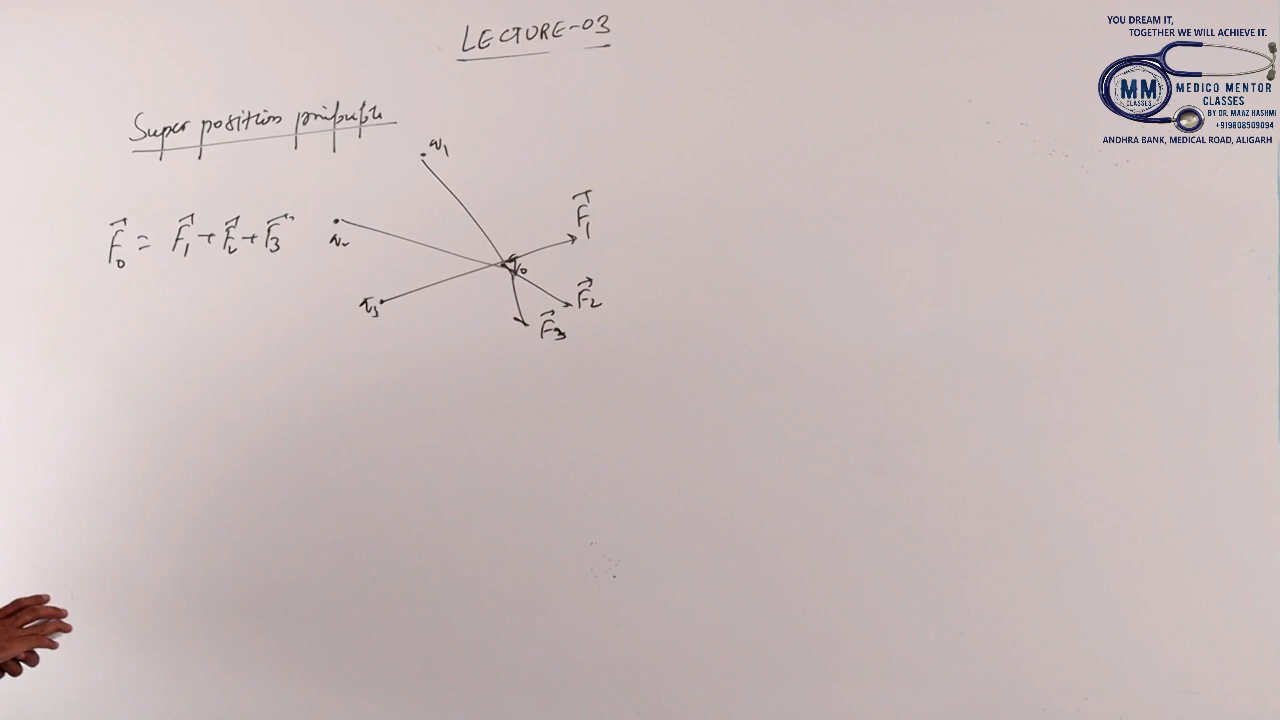 LECTURE-03
YOU DREAM IT,
TOGETHER WE WILL ACHIEVE IT.
MM
CLASSES
MEDICO MENTOR
CLASSES
BY DR. MAAZ HASHMI
+919808509094
ANDHRA BANK, MEDICAL ROAD, ALIGARH
Super position
q₁
F⃗₁
F⃗₀ = F⃗₁ + F⃗₂ + F⃗₃
q₂
q₀
q₃
F⃗₂
F⃗₃